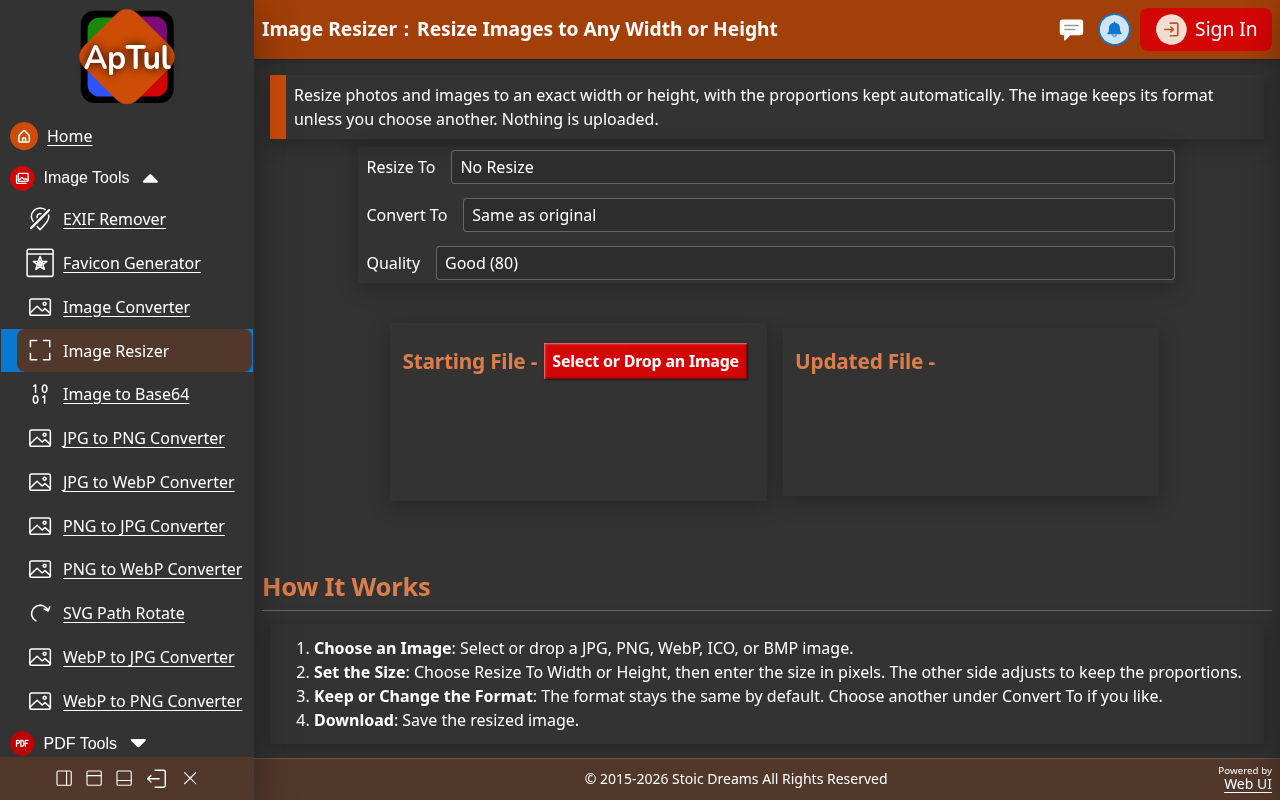 ApTul
Home
Image Tools
EXIF Remover
Favicon Generator
Image Converter
Image Resizer
Image to Base64
JPG to PNG Converter
JPG to WebP Converter
PNG to JPG Converter
PNG to WebP Converter
SVG Path Rotate
WebP to JPG Converter
WebP to PNG Converter
PDF PDF Tools
Image Resizer : Resize Images to Any Width or Height
Sign In
Resize photos and images to an exact width or height, with the proportions kept automatically. The image keeps its format
unless you choose another. Nothing is uploaded.
Resize To No Resize
Convert To Same as original
Quality Good (80)
Starting File - Select or Drop an Image
Updated File -
How It Works
1. Choose an Image: Select or drop a JPG, PNG, WebP, ICO, or BMP image.
2. Set the Size: Choose Resize To Width or Height, then enter the size in pixels. The other side adjusts to keep the proportions.
3. Keep or Change the Format: The format stays the same by default. Choose another under Convert To if you like.
4. Download: Save the resized image.
© 2015-2026 Stoic Dreams All Rights Reserved
Powered by
Web UI